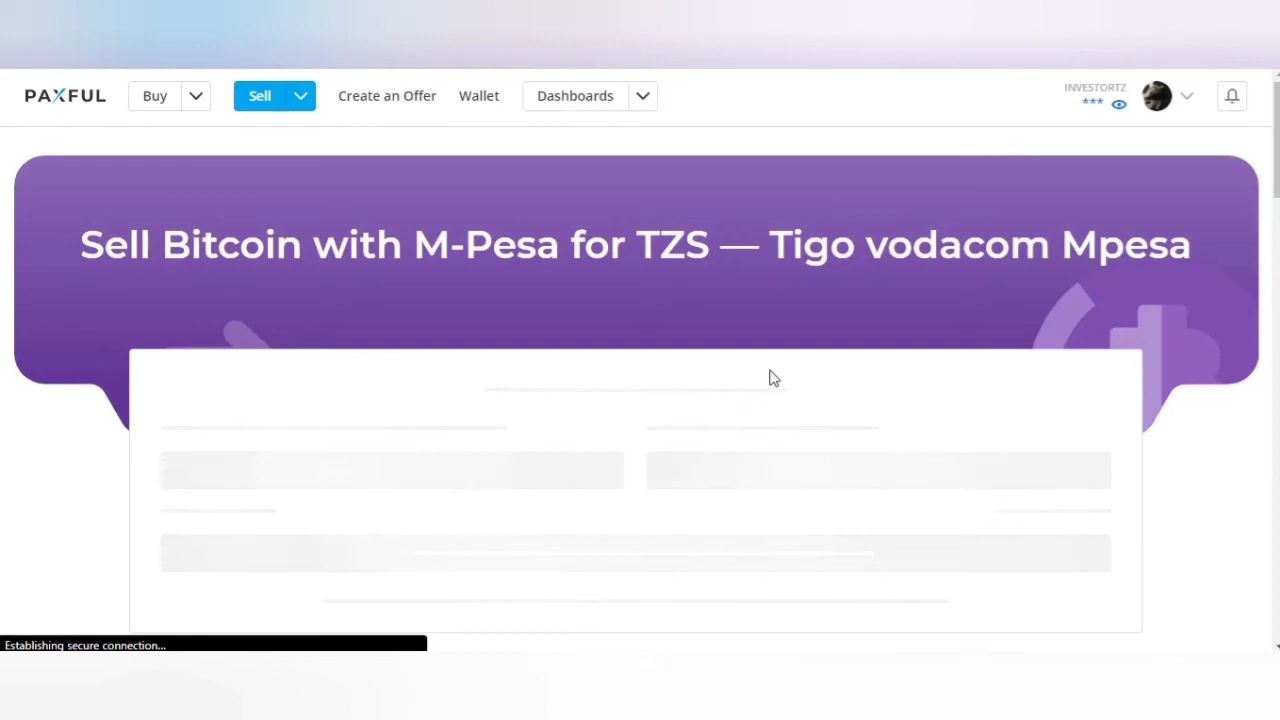 PAXFUL Buy Sell Create an Offer Wallet Dashboards INVESTORTZ
***
Sell Bitcoin with M-Pesa for TZS — Tigo vodacom Mpesa
Establishing secure connection...